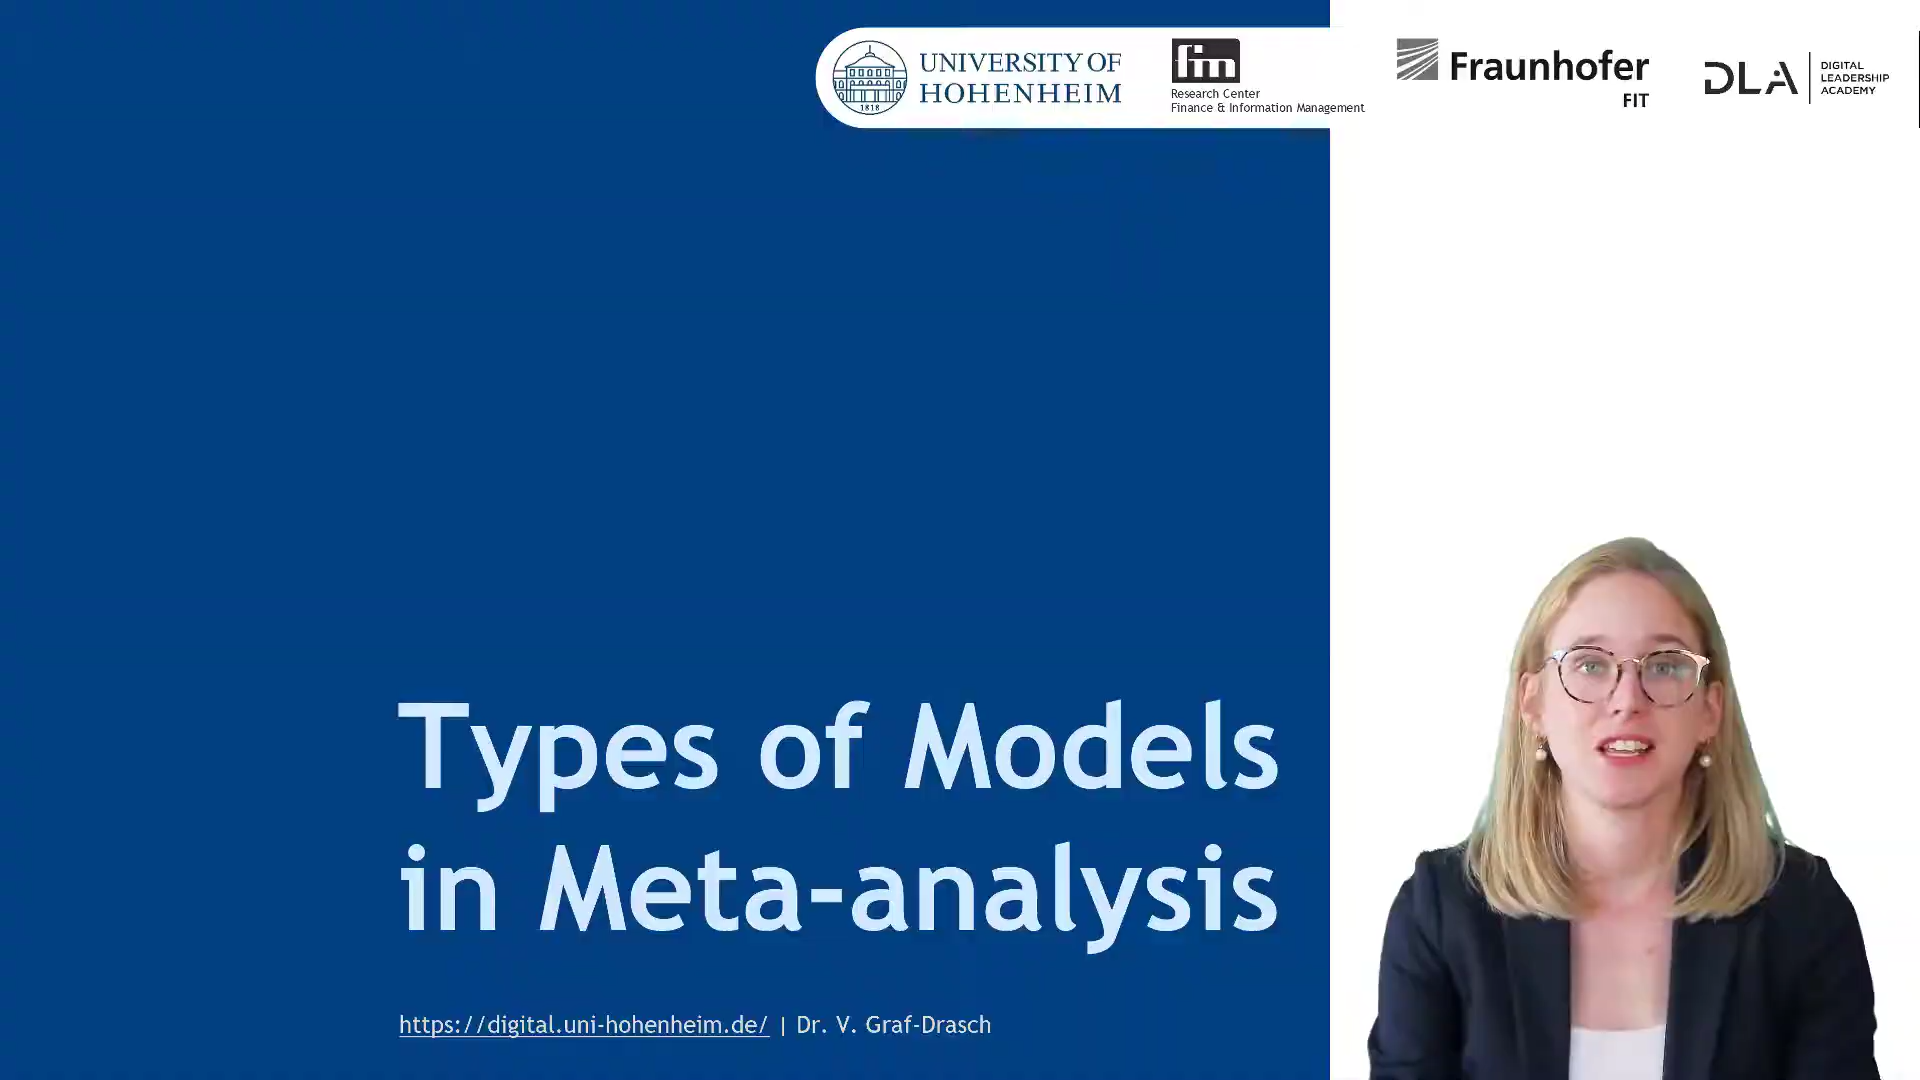 UNIVERSITY OF
HOHENHEIM
1818
fim
Research Center
Finance & Information Management
Fraunhofer
FIT
DLA
DIGITAL
LEADERSHIP
ACADEMY
Types of Models
in Meta-analysis
https://digital.uni-hohenheim.de/ | Dr. V. Graf-Drasch